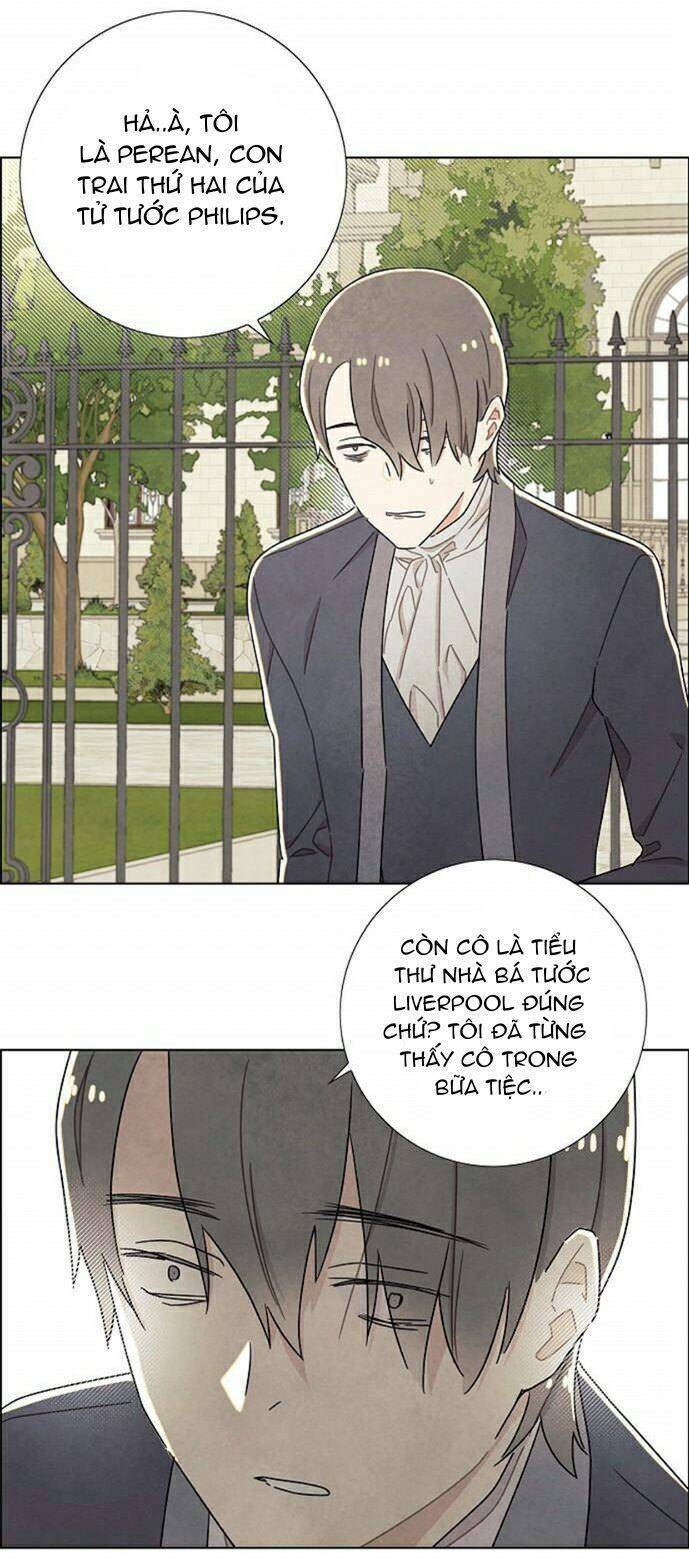 HẢ..À, TÔI
LÀ PEREAN, CON
TRAI THỨ HAI CỦA
TỬ TƯỚC PHILIPS.
CÒN CÔ LÀ TIỂU
THƯ NHÀ BÁ TƯỚC
LIVERPOOL ĐÚNG
CHỨ? TÔI ĐÃ TỪNG
THẤY CÔ TRONG
BỮA TIỆC..